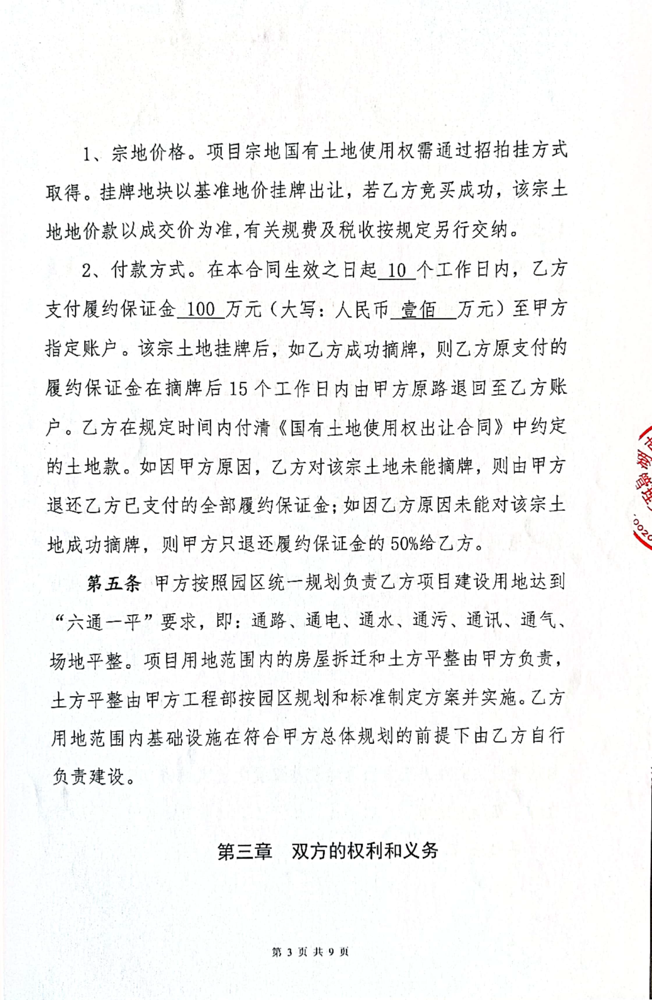 1、宗地价格。项目宗地国有土地使用权需通过招拍挂方式
取得。挂牌地块以基准地价挂牌出让，若乙方竞买成功，该宗土
地地价款以成交价为准,有关规费及税收按规定另行交纳。
2、付款方式。在本合同生效之日起 10 个工作日内，乙方
支付履约保证金 100 万元（大写：人民币 壹佰 万元）至甲方
指定账户。该宗土地挂牌后，如乙方成功摘牌，则乙方原支付的
履约保证金在摘牌后 15 个工作日内由甲方原路退回至乙方账
户。乙方在规定时间内付清《国有土地使用权出让合同》中约定
的土地款。如因甲方原因，乙方对该宗土地未能摘牌，则由甲方
退还乙方已支付的全部履约保证金；如因乙方原因未能对该宗土
地成功摘牌，则甲方只退还履约保证金的 50%给乙方。
第五条 甲方按照园区统一规划负责乙方项目建设用地达到
“六通一平”要求，即：通路、通电、通水、通污、通讯、通气、
场地平整。项目用地范围内的房屋拆迁和土方平整由甲方负责，
土方平整由甲方工程部按园区规划和标准制定方案并实施。乙方
用地范围内基础设施在符合甲方总体规划的前提下由乙方自行
负责建设。
第三章 双方的权利和义务
第 3 页 共 9 页
管理
0020